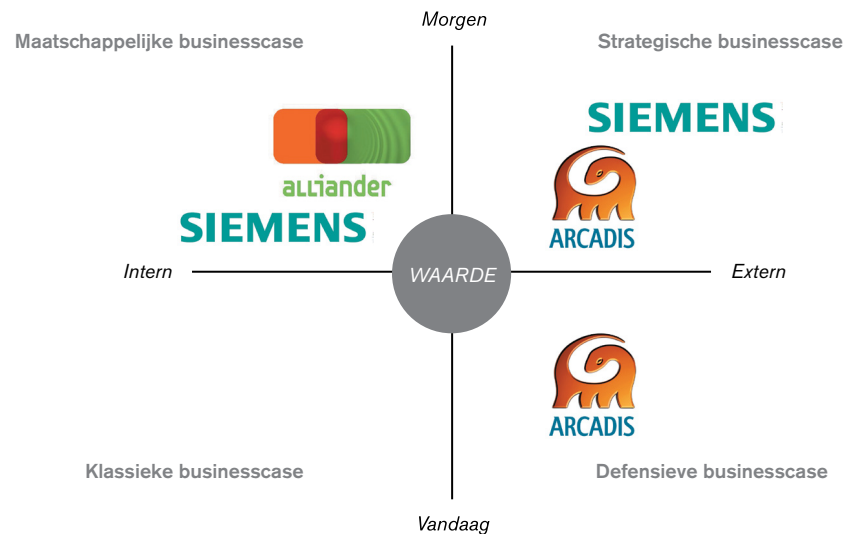 Morgen
Maatschappelijke businesscase
Strategische businesscase
SIEMENS
alliander
SIEMENS
ARCADIS
Intern
WAARDE
Extern
ARCADIS
Klassieke businesscase
Defensieve businesscase
Vandaag